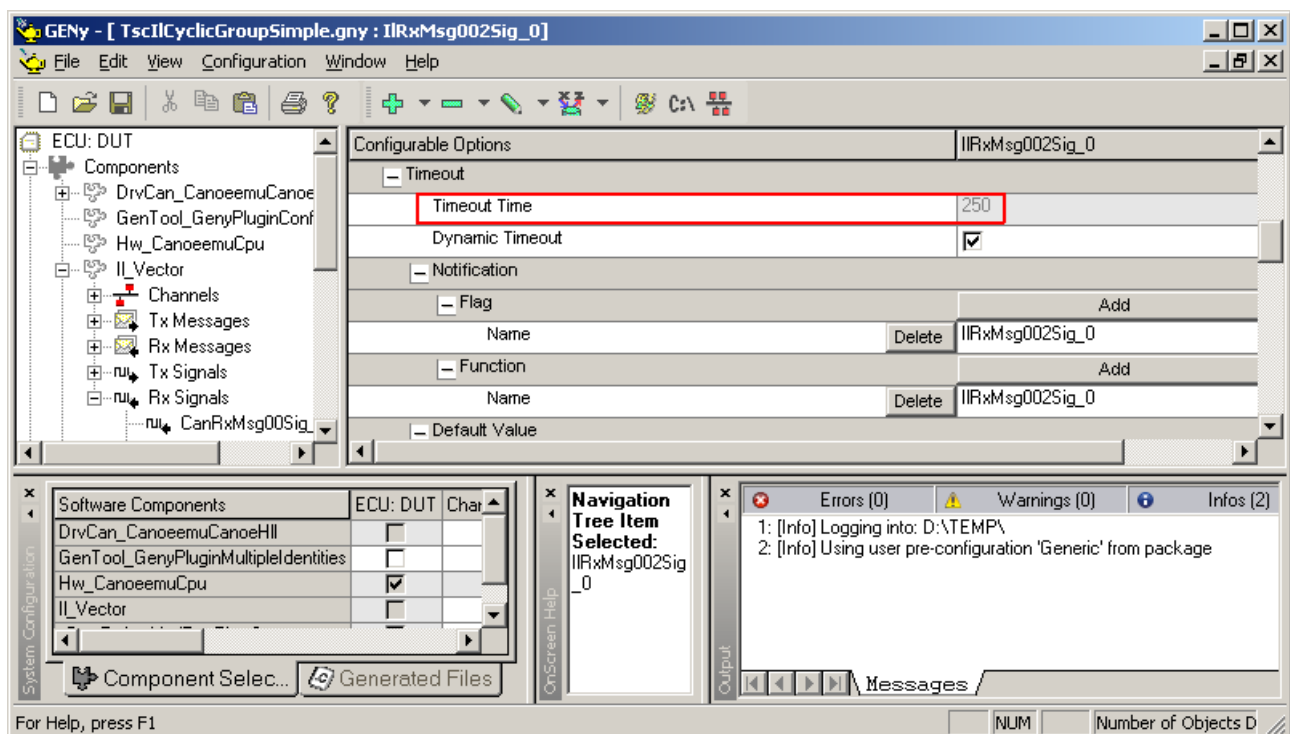 GENy - [ TscIlCyclicGroupSimple.gny : IlRxMsg002Sig_0]
File Edit View Configuration Window Help
C:\
ECU: DUT
Components
DrvCan_CanoeemuCanoe
GenTool_GenyPluginConf
Hw_CanoeemuCpu
Il_Vector
Channels
Tx Messages
Rx Messages
Tx Signals
Rx Signals
CanRxMsg00Sig_
Configurable Options IlRxMsg002Sig_0
Timeout
Timeout Time 250
Dynamic Timeout
Notification
Flag Add
Name Delete IlRxMsg002Sig_0
Function Add
Name Delete IlRxMsg002Sig_0
Default Value
System Configuration
Software Components ECU: DUT Char
DrvCan_CanoeemuCanoeHll
GenTool_GenyPluginMultipleIdentities
Hw_CanoeemuCpu
Il_Vector
Component Selec... Generated Files
OnScreen Help
Navigation
Tree Item
Selected:
IlRxMsg002Sig
_0
Output
Errors (0) Warnings (0) Infos (2)
1: [Info] Logging into: D:\TEMP\
2: [Info] Using user pre-configuration 'Generic' from package
Messages
For Help, press F1 NUM Number of Objects D